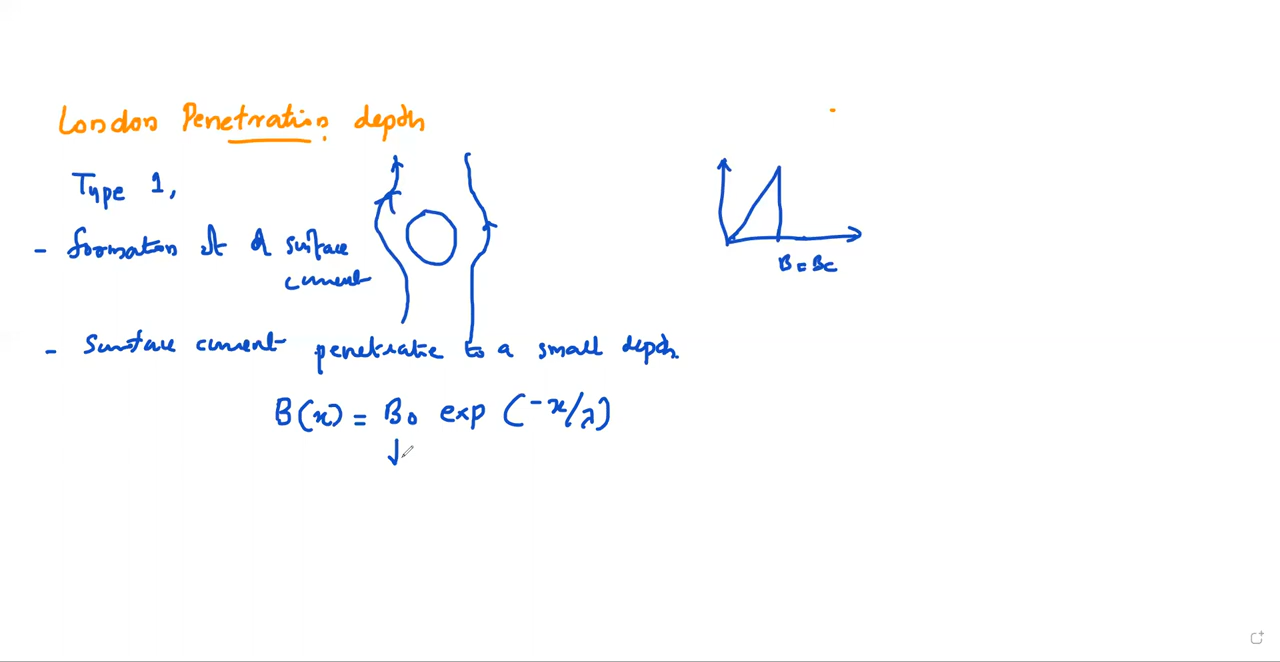 London Penetration depth
Type 1,
- formation of surface
current
B = Bc
- Surface current penetrate to a small depth.
B(x) = B0 exp (-x/λ)